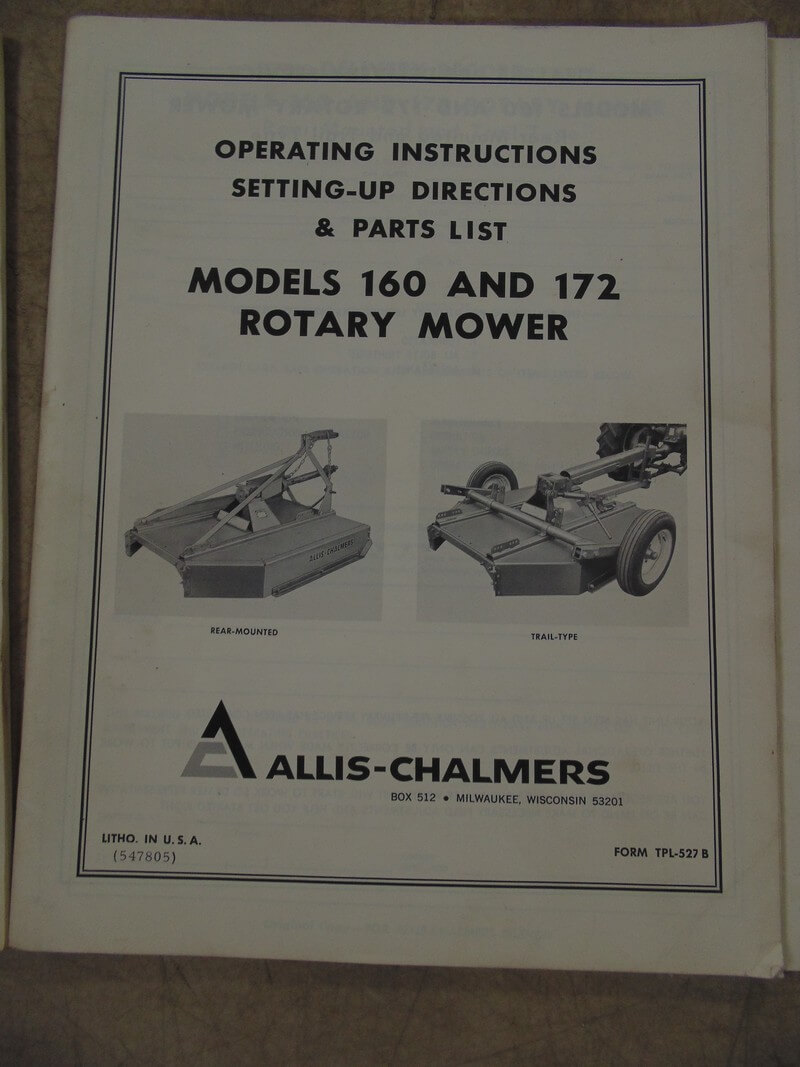 OPERATING INSTRUCTIONS
SETTING-UP DIRECTIONS
& PARTS LIST
MODELS 160 AND 172
ROTARY MOWER
ALLIS-CHALMERS
REAR-MOUNTED
TRAIL-TYPE
ALLIS-CHALMERS
BOX 512 • MILWAUKEE, WISCONSIN 53201
LITHO. IN U. S. A.
(547805)
FORM TPL-527 B